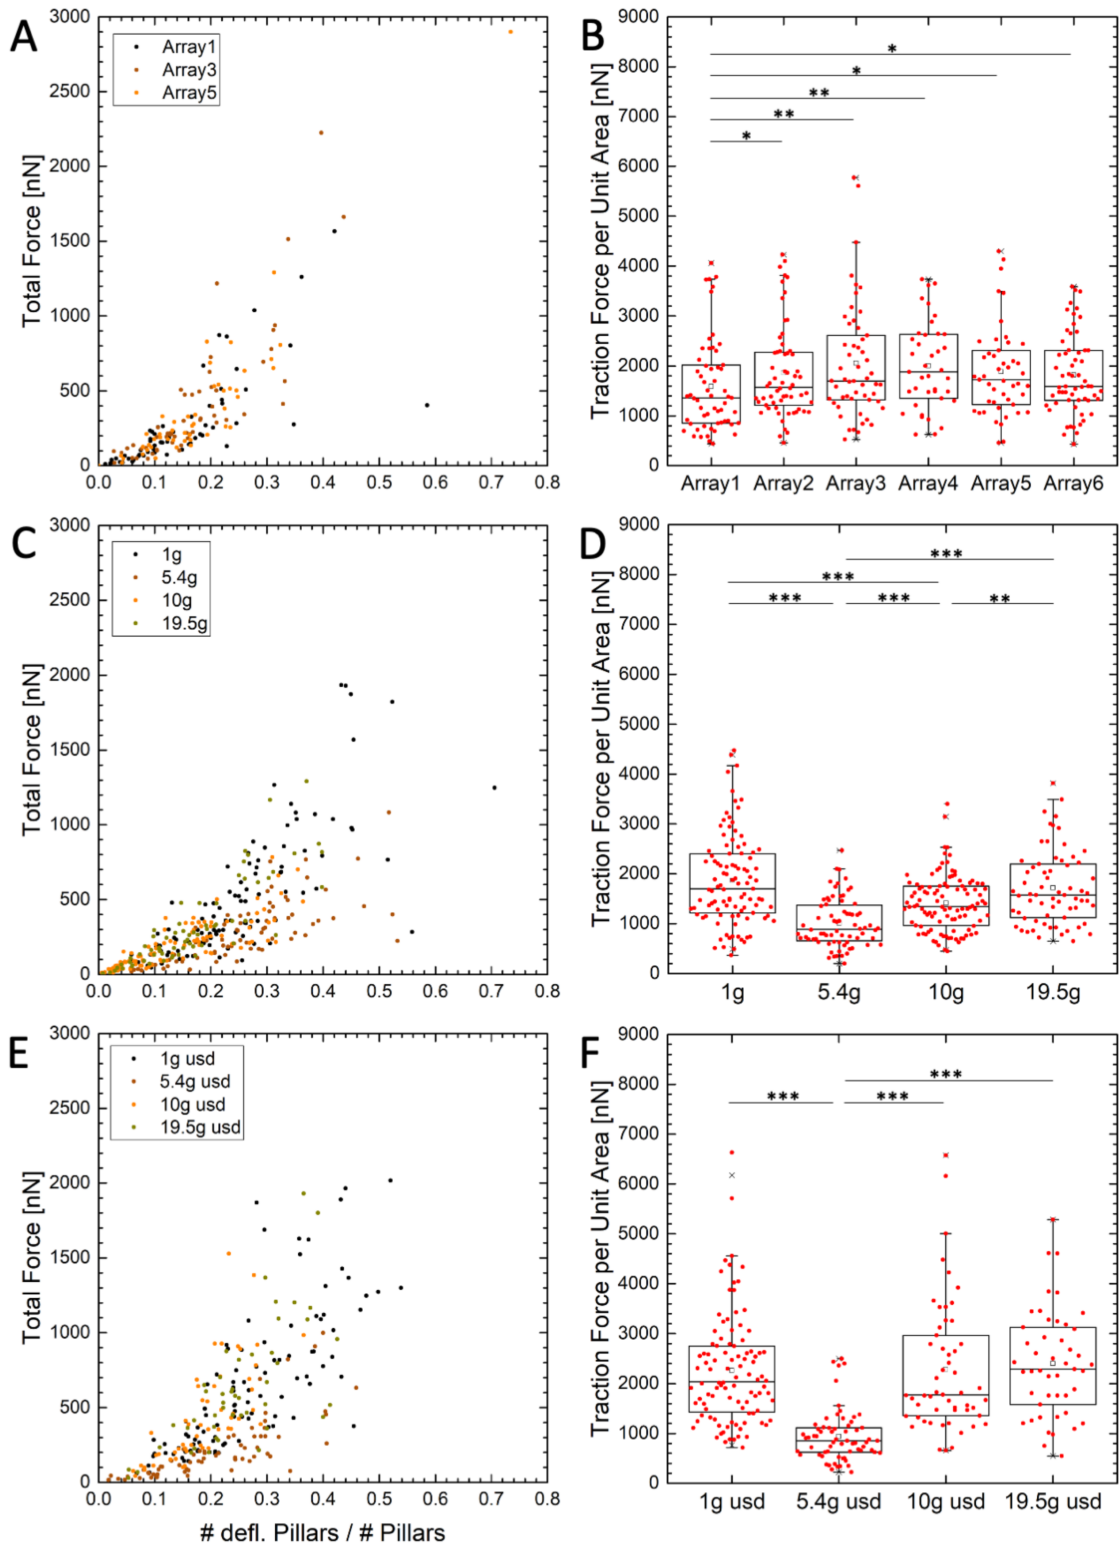 A
Total Force [nN]
3000
2500
2000
1500
1000
500
0
0.0 0.1 0.2 0.3 0.4 0.5 0.6 0.7 0.8
Array1
Array3
Array5
B
Traction Force per Unit Area [nN]
9000
8000
7000
6000
5000
4000
3000
2000
1000
0
*
*
**
**
*
Array1 Array2 Array3 Array4 Array5 Array6
C
Total Force [nN]
3000
2500
2000
1500
1000
500
0
0.0 0.1 0.2 0.3 0.4 0.5 0.6 0.7 0.8
1g
5.4g
10g
19.5g
D
Traction Force per Unit Area [nN]
9000
8000
7000
6000
5000
4000
3000
2000
1000
0
***
***
*** *** **
1g 5.4g 10g 19.5g
E
Total Force [nN]
3000
2500
2000
1500
1000
500
0
0.0 0.1 0.2 0.3 0.4 0.5 0.6 0.7 0.8
1g usd
5.4g usd
10g usd
19.5g usd
# defl. Pillars / # Pillars
F
Traction Force per Unit Area [nN]
9000
8000
7000
6000
5000
4000
3000
2000
1000
0
***
*** ***
1g usd 5.4g usd 10g usd 19.5g usd